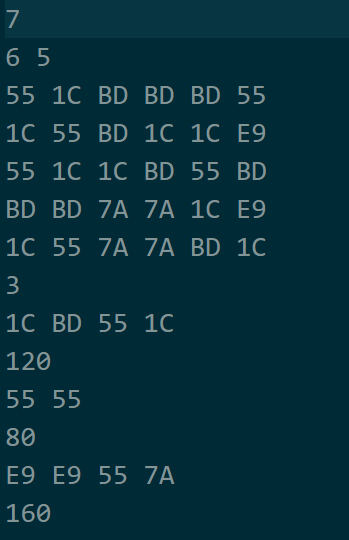 7
6 5
55 1C BD BD BD 55
1C 55 BD 1C 1C E9
55 1C 1C BD 55 BD
BD BD 7A 7A 1C E9
1C 55 7A 7A BD 1C
3
1C BD 55 1C
120
55 55
80
E9 E9 55 7A
160